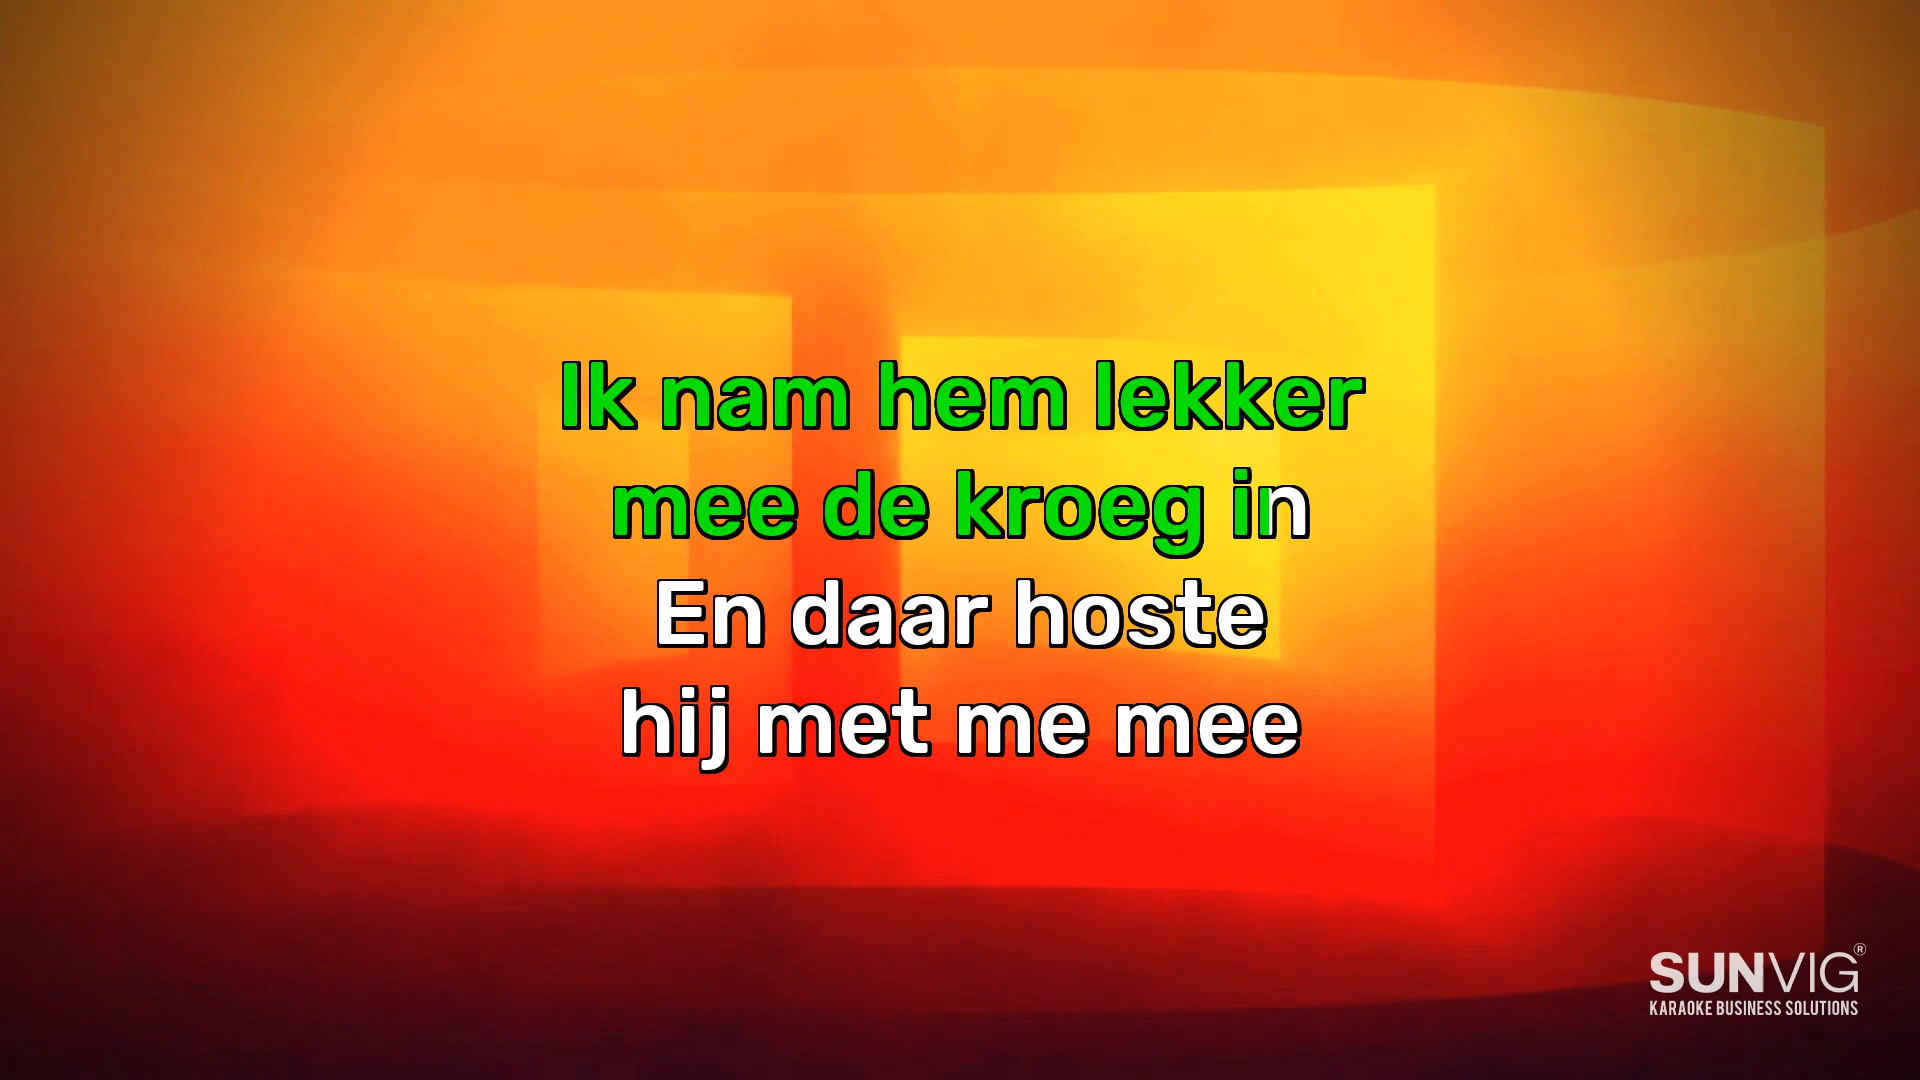 Ik nam hem lekker
mee de kroeg in
En daar hoste
hij met me mee
SUNVIG®
KARAOKE BUSINESS SOLUTIONS